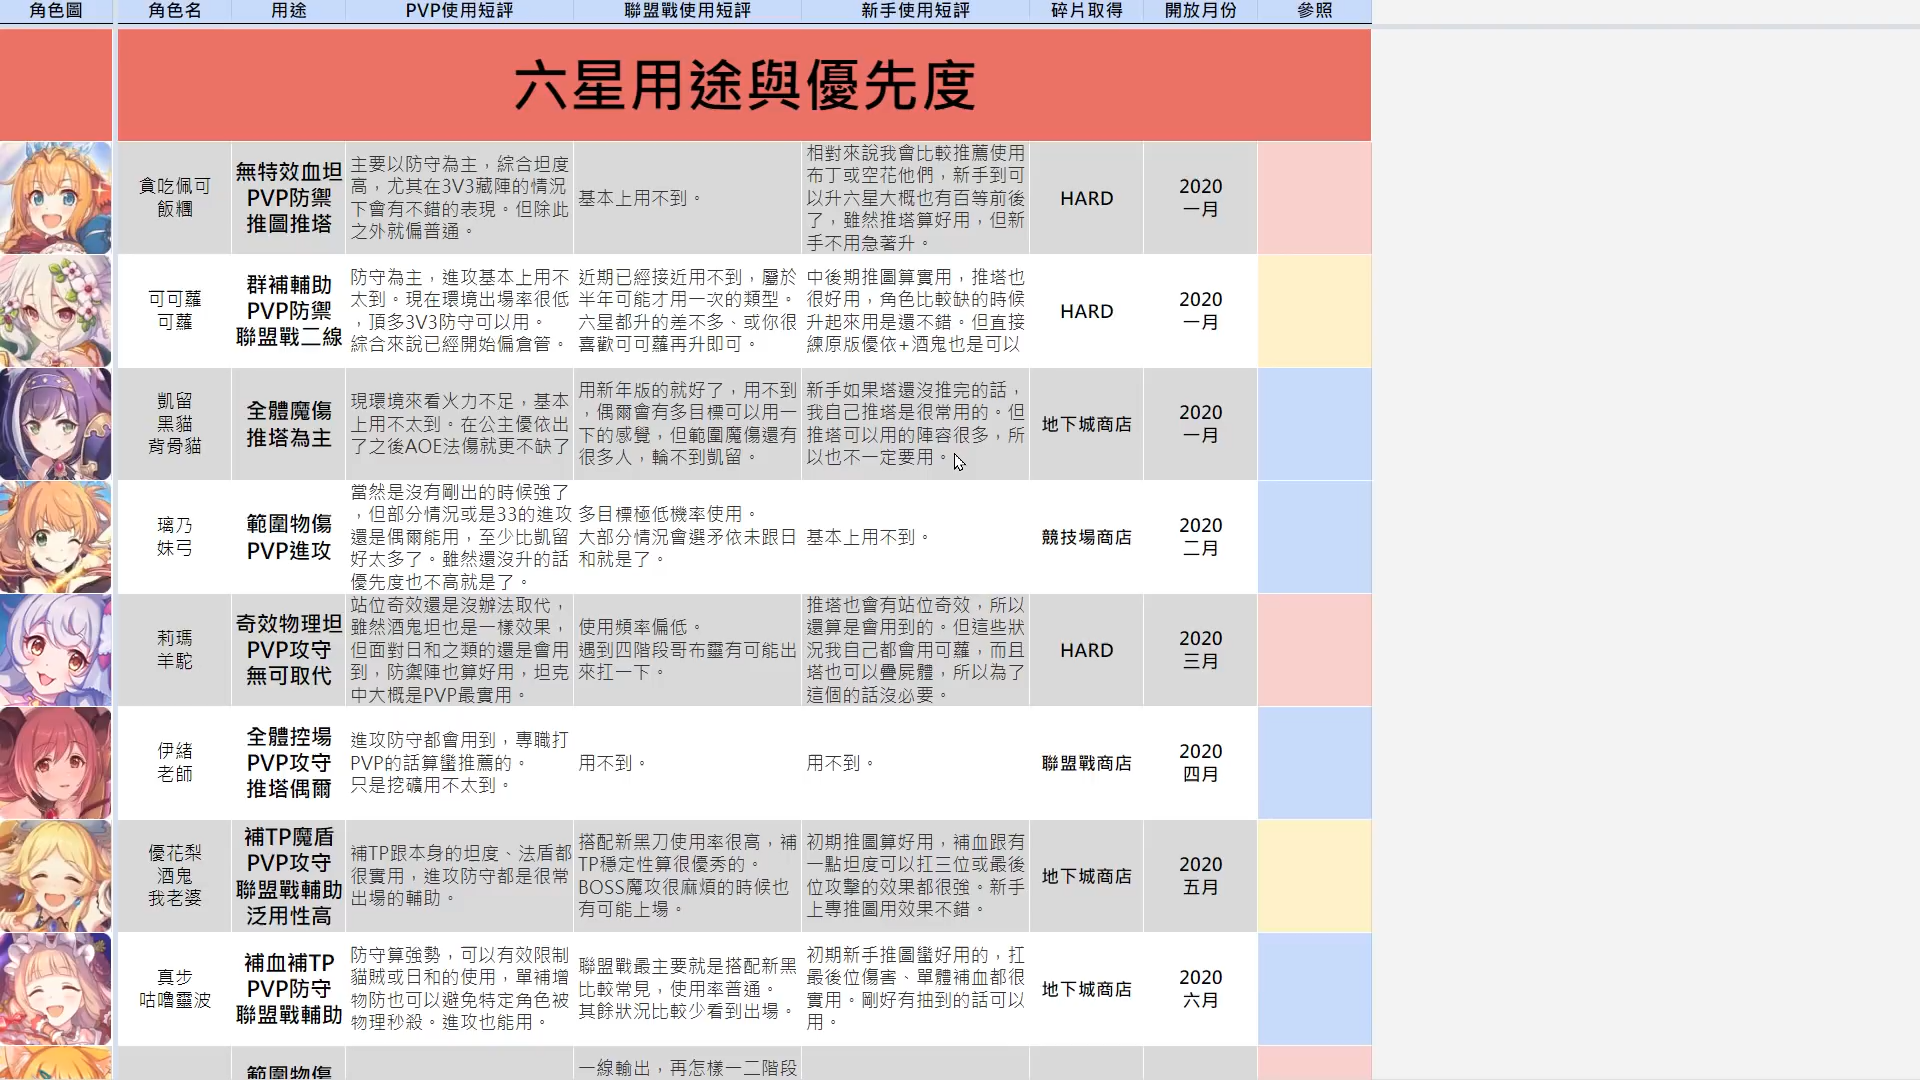 角色圖 角色名 用途 PVP使用短評 聯盟戰使用短評 新手使用短評 碎片取得 開放月份 參照
六星用途與優先度
貪吃佩可
飯糰
無特效血坦
PVP防禦
推圖推塔
主要以防守為主，綜合坦度
高，尤其在3V3藏陣的情況
下會有不錯的表現。但除此
之外就偏普通。
基本上用不到。
相對來說我會比較推薦使用
布丁或空花他們，新手到可
以升六星大概也有百等前後
了，雖然推塔算好用，但新
手不用急著升。
HARD
2020
一月
可可蘿
可蘿
群補輔助
PVP防禦
聯盟戰二線
防守為主，進攻基本上用不
太到。現在環境出場率很低
，頂多3V3防守可以用。
綜合來說已經開始偏倉管。
近期已經接近用不到，屬於
半年可能才用一次的類型。
六星都升的差不多、或你很
喜歡可可蘿再升即可。
中後期推圖算實用，推塔也
很好用，角色比較缺的時候
升起來用是還不錯。但直接
練原版優依+酒鬼也是可以
HARD
2020
一月
凱留
黑貓
背骨貓
全體魔傷
推塔為主
現環境來看火力不足，基本
上用不太到。在公主優依出
了之後AOE法傷就更不缺了
用新年版的就好了，用不到
，偶爾會有多目標可以用一
下的感覺，但範圍魔傷還有
很多人，輪不到凱留。
新手如果塔還沒推完的話，
我自己推塔是很常用的。但
推塔可以用的陣容很多，所
以也不一定要用。
地下城商店
2020
一月
璃乃
妹弓
範圍物傷
PVP進攻
當然是沒有剛出的時候強了
，但部分情況或是33的進攻
還是偶爾能用，至少比凱留
好太多了。雖然還沒升的話
優先度也不高就是了。
多目標極低機率使用。
大部分情況會選矛依未跟日
和就是了。
基本上用不到。
競技場商店
2020
二月
莉瑪
羊駝
奇效物理坦
PVP攻守
無可取代
站位奇效還是沒辦法取代，
雖然酒鬼坦也是一樣效果，
但面對日和之類的還是會用
到，防禦陣也算好用，坦克
中大概是PVP最實用。
使用頻率偏低。
遇到四階段哥布靈有可能出
來扛一下。
推塔也會有站位奇效，所以
還算是會用到的。但這些狀
況我自己都會用可蘿，而且
塔也可以疊屍體，所以為了
這個的話沒必要。
HARD
2020
三月
伊緒
老師
全體控場
PVP攻守
推塔偶爾
進攻防守都會用到，專職打
PVP的話算蠻推薦的。
只是挖礦用不太到。
用不到。
用不到。
聯盟戰商店
2020
四月
優花梨
酒鬼
我老婆
補TP魔盾
PVP攻守
聯盟戰輔助
泛用性高
補TP跟本身的坦度、法盾都
很實用，進攻防守都是很常
出場的輔助。
搭配新黑刀使用率很高，補
TP穩定性算很優秀的。
BOSS魔攻很麻煩的時候也
有可能上場。
初期推圖算好用，補血跟有
一點坦度可以扛三位或最後
位攻擊的效果都很強。新手
上專推圖用效果不錯。
地下城商店
2020
五月
真步
咕嚕靈波
補血補TP
PVP防守
聯盟戰輔助
防守算強勢，可以有效限制
貓賊或日和的使用，單補增
物防也可以避免特定角色被
物理秒殺。進攻也能用。
聯盟戰最主要就是搭配新黑
比較常見，使用率普通。
其餘狀況比較少看到出場。
初期新手推圖蠻好用的，扛
最後位傷害、單體補血都很
實用。剛好有抽到的話可以
用。
地下城商店
2020
六月
範圍物傷
一線輸出，再怎樣一二階段